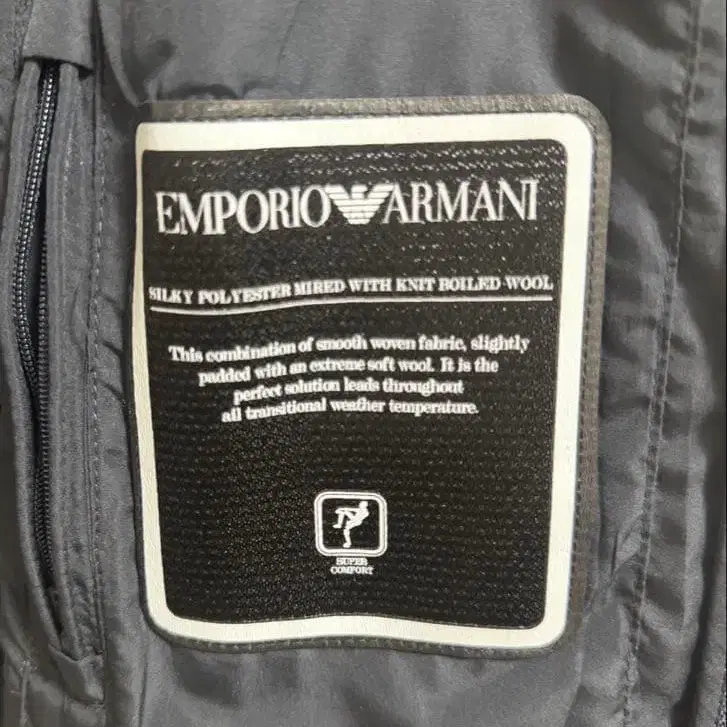 EMPORIO ARMANI
SILKY POLYESTER MIRED WITH KNIT BOILED-WOOL
This combination of smooth woven fabric, slightly
padded with an extreme soft wool. It is the
perfect solution leads throughout
all transitional weather temperature.
SUPER
COMFORT